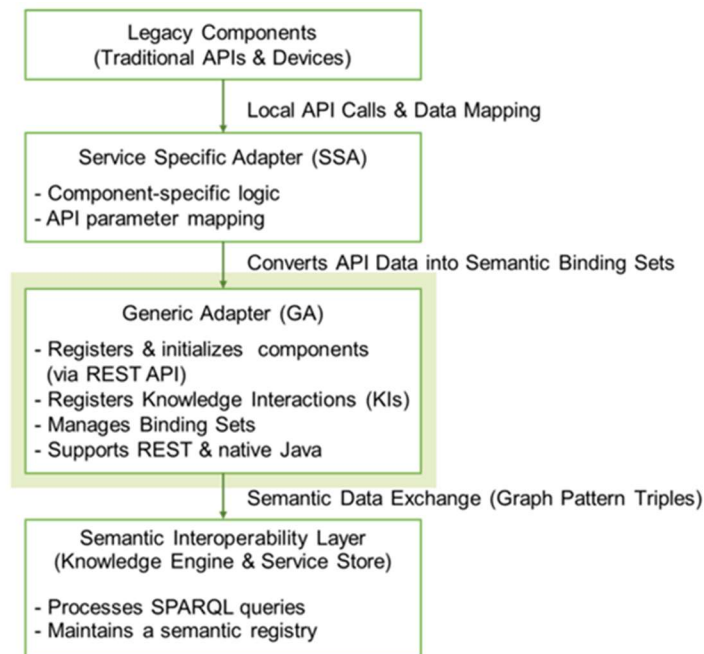 Legacy Components
(Traditional APIs & Devices)
Local API Calls & Data Mapping
Service Specific Adapter (SSA)
- Component-specific logic
- API parameter mapping
Converts API Data into Semantic Binding Sets
Generic Adapter (GA)
- Registers & initializes components
(via REST API)
- Registers Knowledge Interactions (KIs)
- Manages Binding Sets
- Supports REST & native Java
Semantic Data Exchange (Graph Pattern Triples)
Semantic Interoperability Layer
(Knowledge Engine & Service Store)
- Processes SPARQL queries
- Maintains a semantic registry